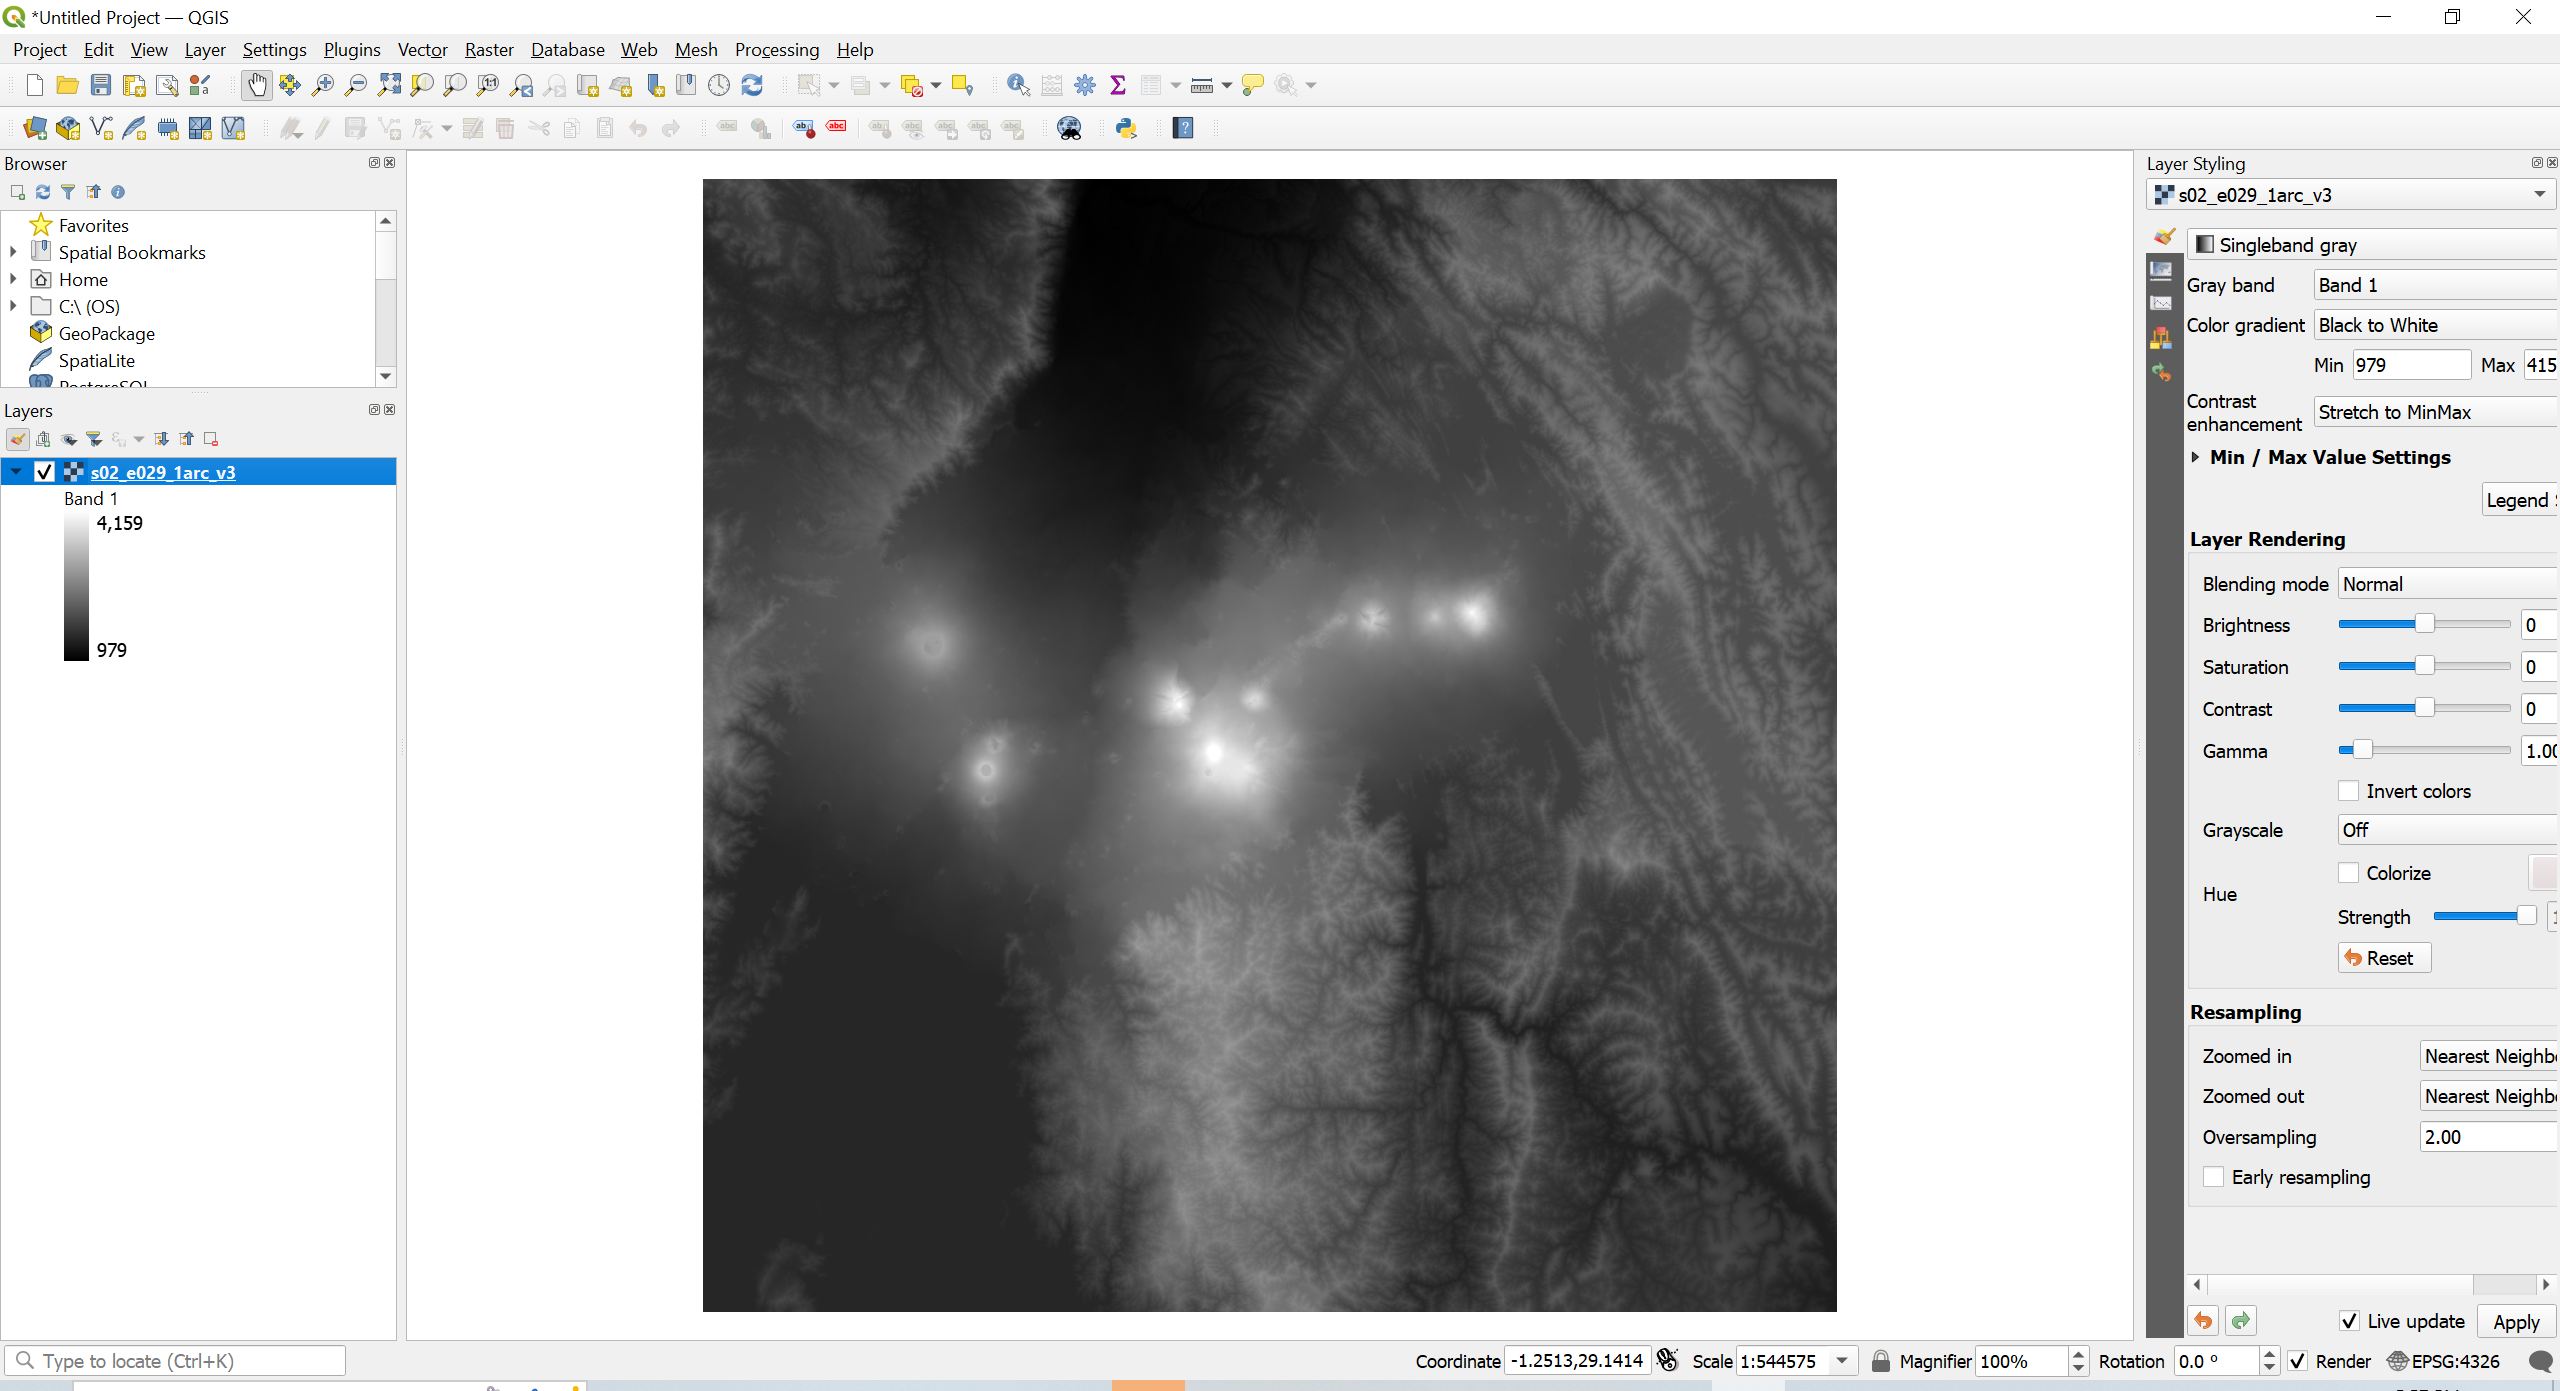 *Untitled Project — QGIS
Project Edit View Layer Settings Plugins Vector Raster Database Web Mesh Processing Help
Browser
Favorites
Spatial Bookmarks
Home
C:\ (OS)
GeoPackage
SpatiaLite
PostgreSQL
Layers
s02_e029_1arc_v3
Band 1
4,159
979
Layer Styling
s02_e029_1arc_v3
Singleband gray
Gray band Band 1
Color gradient Black to White
Min 979 Max 415
Contrast enhancement Stretch to MinMax
Min / Max Value Settings
Legend
Layer Rendering
Blending mode Normal
Brightness 0
Saturation 0
Contrast 0
Gamma 1.00
Invert colors
Grayscale Off
Hue Colorize
Strength
Reset
Resampling
Zoomed in Nearest Neighb
Zoomed out Nearest Neighb
Oversampling 2.00
Early resampling
Live update Apply
Type to locate (Ctrl+K) Coordinate -1.2513,29.1414 Scale 1:544575 Magnifier 100% Rotation 0.0 ° Render EPSG:4326